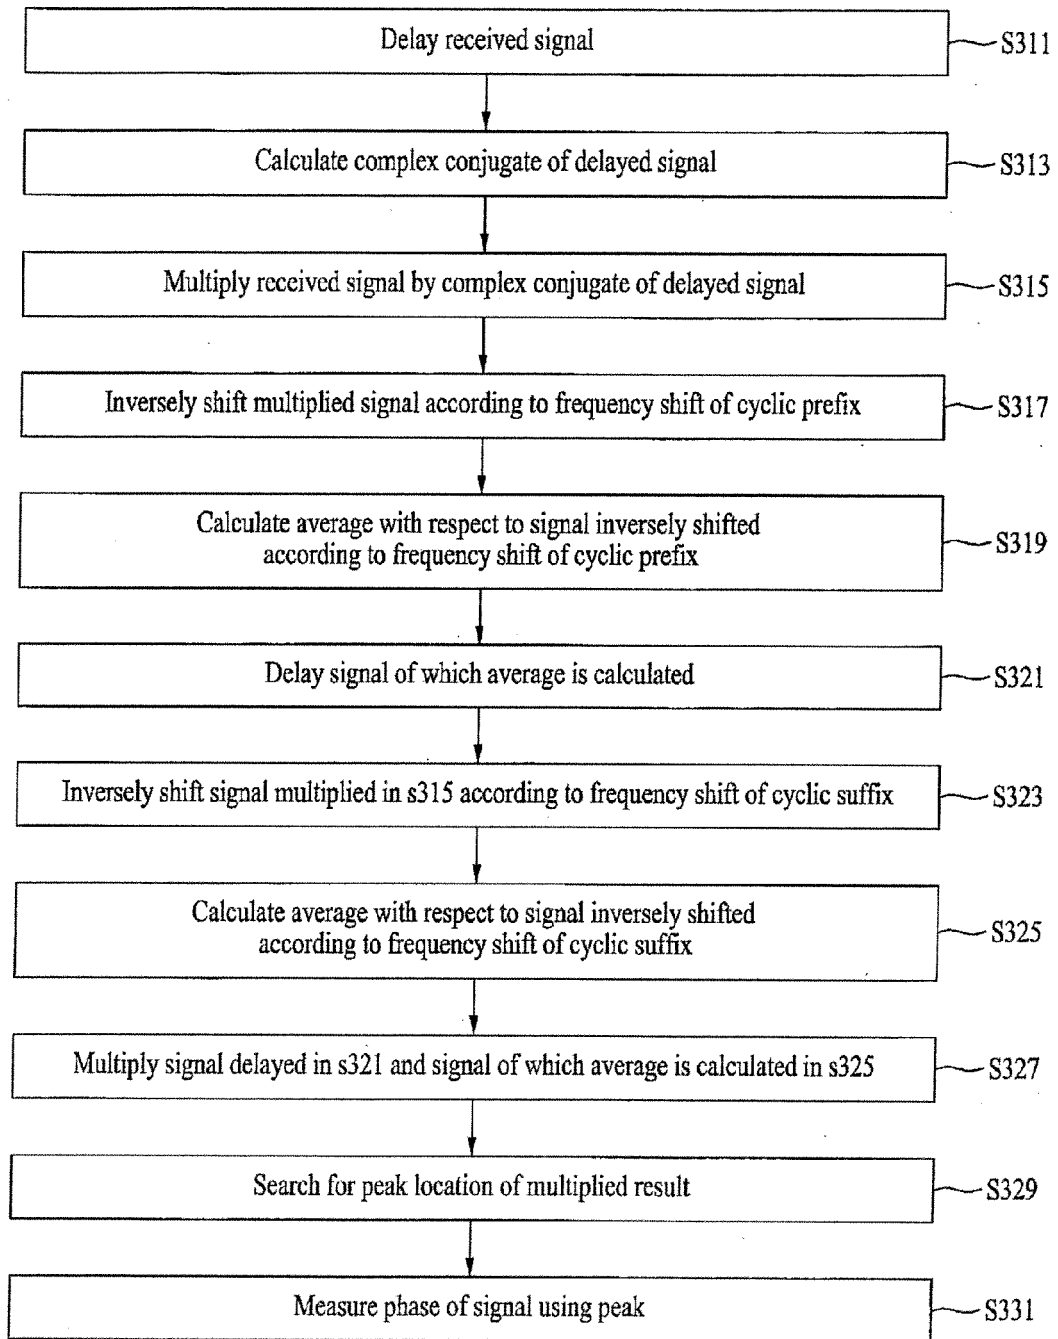 Delay received signal
S311
Calculate complex conjugate of delayed signal
S313
Multiply received signal by complex conjugate of delayed signal
S315
Inversely shift multiplied signal according to frequency shift of cyclic prefix
S317
Calculate average with respect to signal inversely shifted
according to frequency shift of cyclic prefix
S319
Delay signal of which average is calculated
S321
Inversely shift signal multiplied in s315 according to frequency shift of cyclic suffix
S323
Calculate average with respect to signal inversely shifted
according to frequency shift of cyclic suffix
S325
Multiply signal delayed in s321 and signal of which average is calculated in s325
S327
Search for peak location of multiplied result
S329
Measure phase of signal using peak
S331